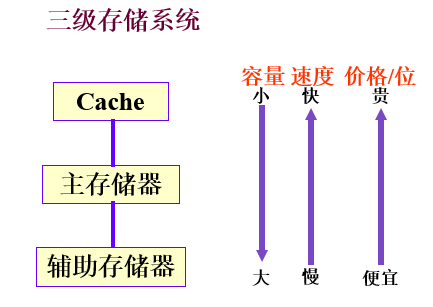 三级存储系统
容量 速度 价格/位
小 快 贵
Cache
主存储器
辅助存储器
大 慢 便宜